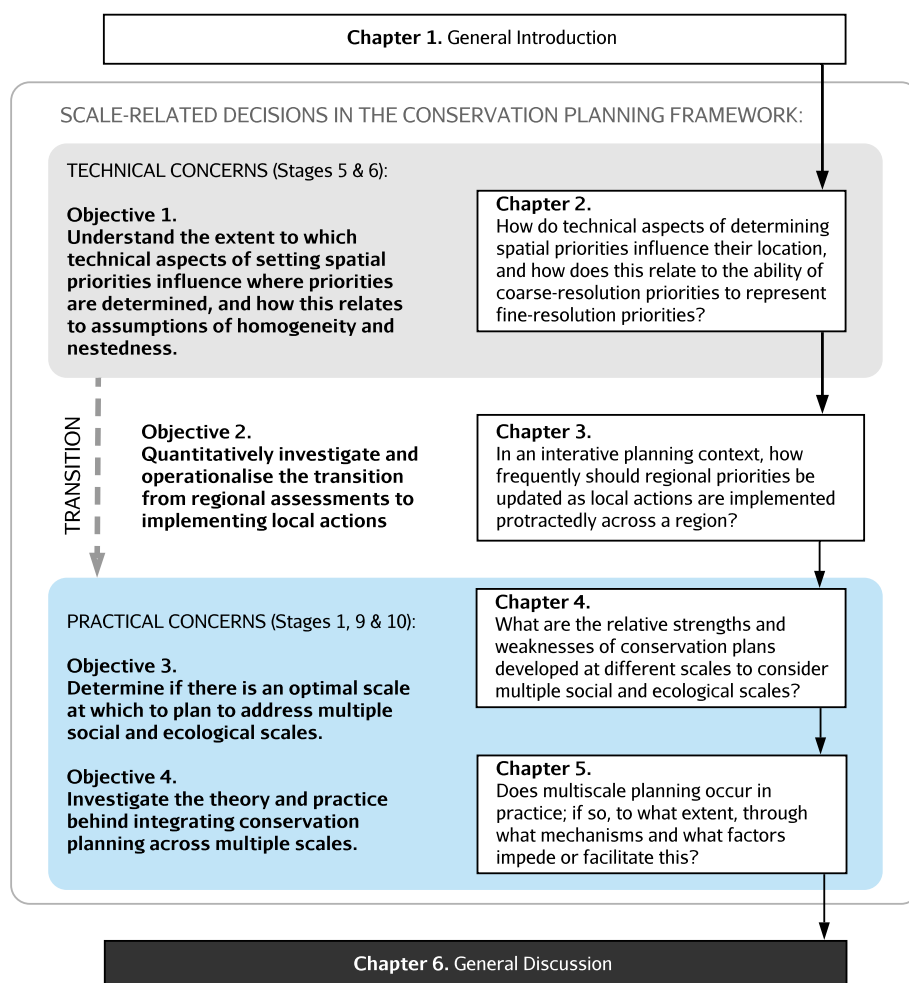 Chapter 1. General Introduction
SCALE-RELATED DECISIONS IN THE CONSERVATION PLANNING FRAMEWORK:
TECHNICAL CONCERNS (Stages 5 & 6):
Objective 1.
Understand the extent to which
technical aspects of setting spatial
priorities influence where priorities
are determined, and how this relates
to assumptions of homogeneity and
nestedness.
Chapter 2.
How do technical aspects of determining
spatial priorities influence their location,
and how does this relate to the ability of
coarse-resolution priorities to represent
fine-resolution priorities?
TRANSITION
Objective 2.
Quantitatively investigate and
operationalise the transition
from regional assessments to
implementing local actions
Chapter 3.
In an interative planning context, how
frequently should regional priorities be
updated as local actions are implemented
protractedly across a region?
PRACTICAL CONCERNS (Stages 1, 9 & 10):
Objective 3.
Determine if there is an optimal scale
at which to plan to address multiple
social and ecological scales.
Objective 4.
Investigate the theory and practice
behind integrating conservation
planning across multiple scales.
Chapter 4.
What are the relative strengths and
weaknesses of conservation plans
developed at different scales to consider
multiple social and ecological scales?
Chapter 5.
Does multiscale planning occur in
practice; if so, to what extent, through
what mechanisms and what factors
impede or facilitate this?
Chapter 6. General Discussion